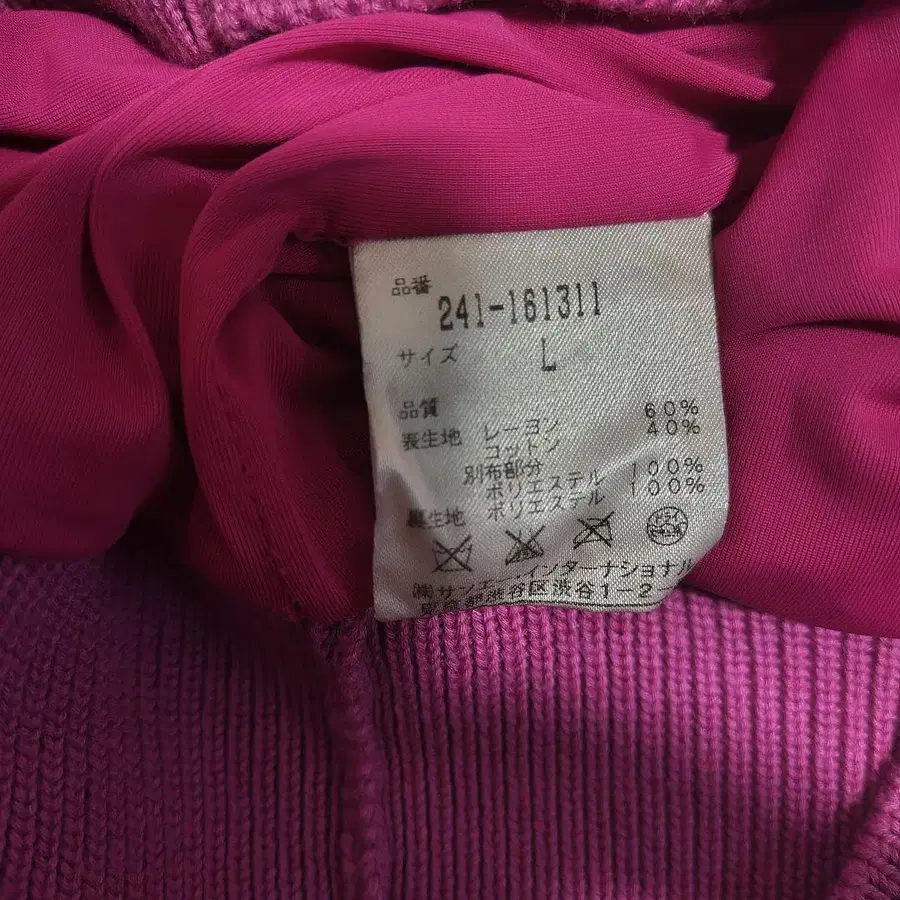 品番
241-161311
サイズ L
品質
表生地 レーヨン 60%
コットン 40%
別布部分
ポリエステル 100%
裏生地 ポリエステル 100%
インターナショナル
渋谷区渋谷1-2